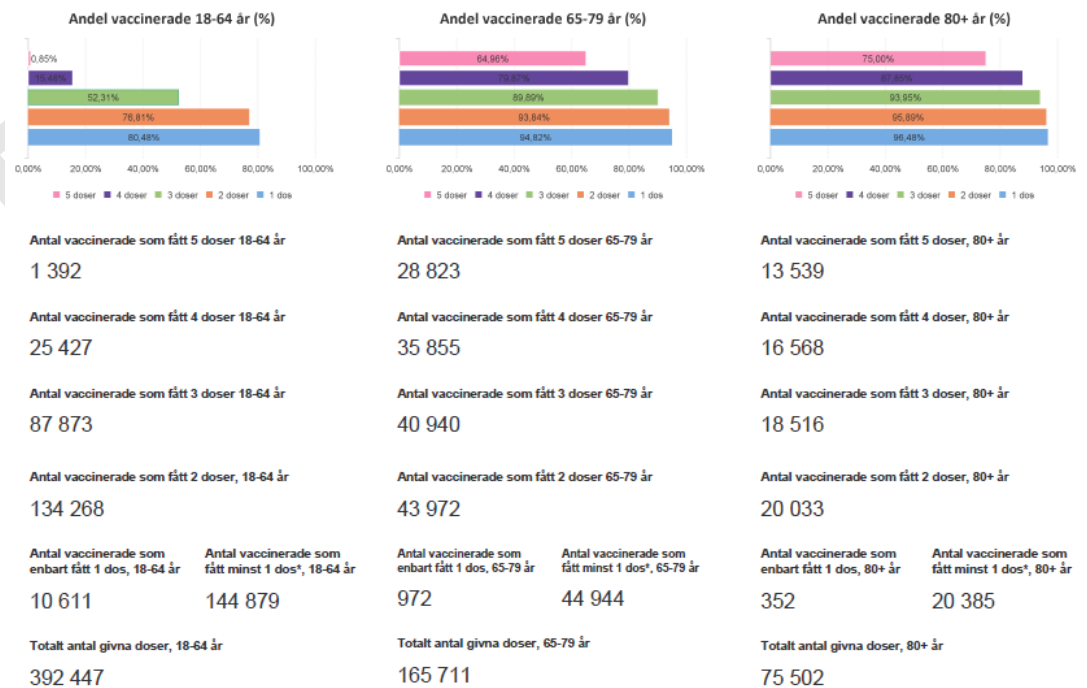 Andel vaccinerade 18-64 år (%)
0,85%
15,48%
52,31%
76,81%
80,48%
0,00% 20,00% 40,00% 60,00% 80,00% 100,00%
5 doser 4 doser 3 doser 2 doser 1 dos
Andel vaccinerade 65-79 år (%)
64,96%
79,87%
89,89%
93,84%
94,82%
0,00% 20,00% 40,00% 60,00% 80,00% 100,00%
5 doser 4 doser 3 doser 2 doser 1 dos
Andel vaccinerade 80+ år (%)
75,00%
87,85%
93,95%
95,89%
96,48%
0,00% 20,00% 40,00% 60,00% 80,00% 100,00%
5 doser 4 doser 3 doser 2 doser 1 dos
Antal vaccinerade som fått 5 doser 18-64 år
1 392
Antal vaccinerade som fått 5 doser 65-79 år
28 823
Antal vaccinerade som fått 5 doser, 80+ år
13 539
Antal vaccinerade som fått 4 doser 18-64 år
25 427
Antal vaccinerade som fått 4 doser 65-79 år
35 855
Antal vaccinerade som fått 4 doser, 80+ år
16 568
Antal vaccinerade som fått 3 doser 18-64 år
87 873
Antal vaccinerade som fått 3 doser 65-79 år
40 940
Antal vaccinerade som fått 3 doser, 80+ år
18 516
Antal vaccinerade som fått 2 doser, 18-64 år
134 268
Antal vaccinerade som fått 2 doser 65-79 år
43 972
Antal vaccinerade som fått 2 doser, 80+ år
20 033
Antal vaccinerade som
enbart fått 1 dos, 18-64 år
10 611
Antal vaccinerade som
fått minst 1 dos*, 18-64 år
144 879
Antal vaccinerade som
enbart fått 1 dos, 65-79 år
972
Antal vaccinerade som
fått minst 1 dos*, 65-79 år
44 944
Antal vaccinerade som
enbart fått 1 dos, 80+ år
352
Antal vaccinerade som
fått minst 1 dos*, 80+ år
20 385
Totalt antal givna doser, 18-64 år
392 447
Totalt antal givna doser, 65-79 år
165 711
Totalt antal givna doser, 80+ år
75 502